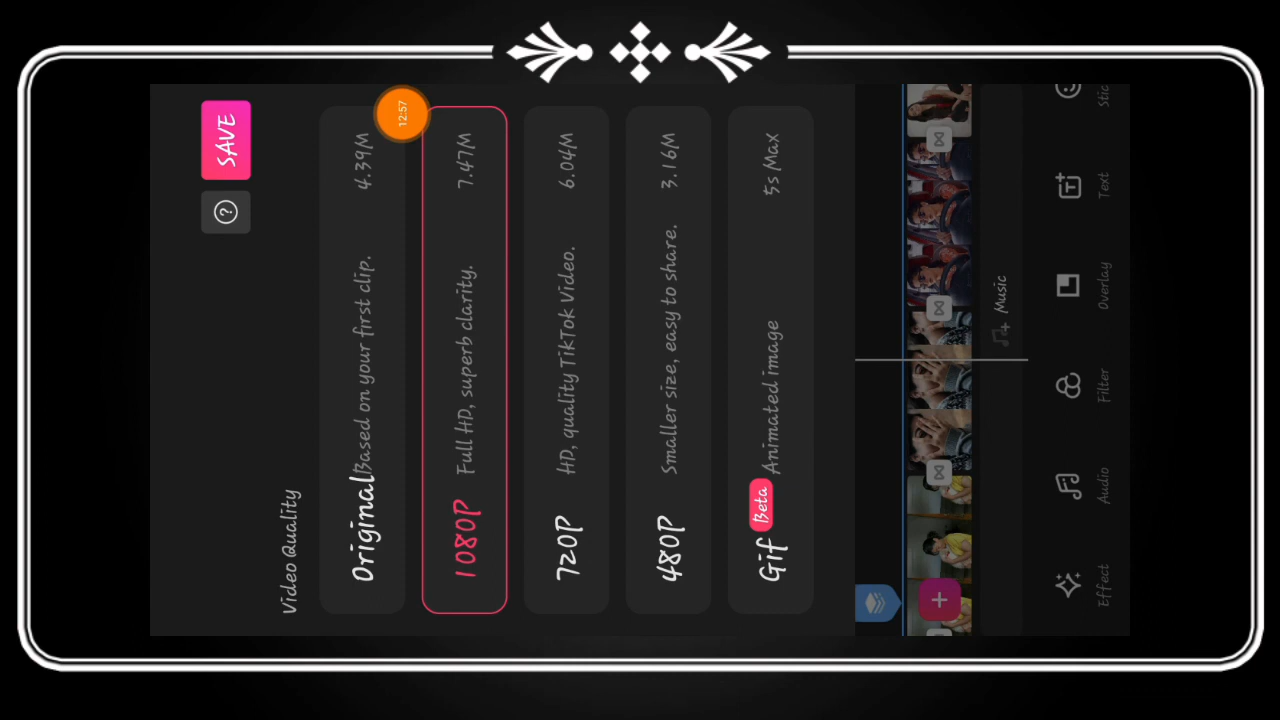 SAVE
?
Video Quality
Original Based on your first clip. 4.39M
12:57
1080P Full HD, superb clarity. 7.47M
720P HD, quality TikTok Video. 6.04M
480P Smaller size, easy to share. 3.16M
Gif Beta Animated image 5s Max
Music
Effect Audio Filter Overlay Text Stic